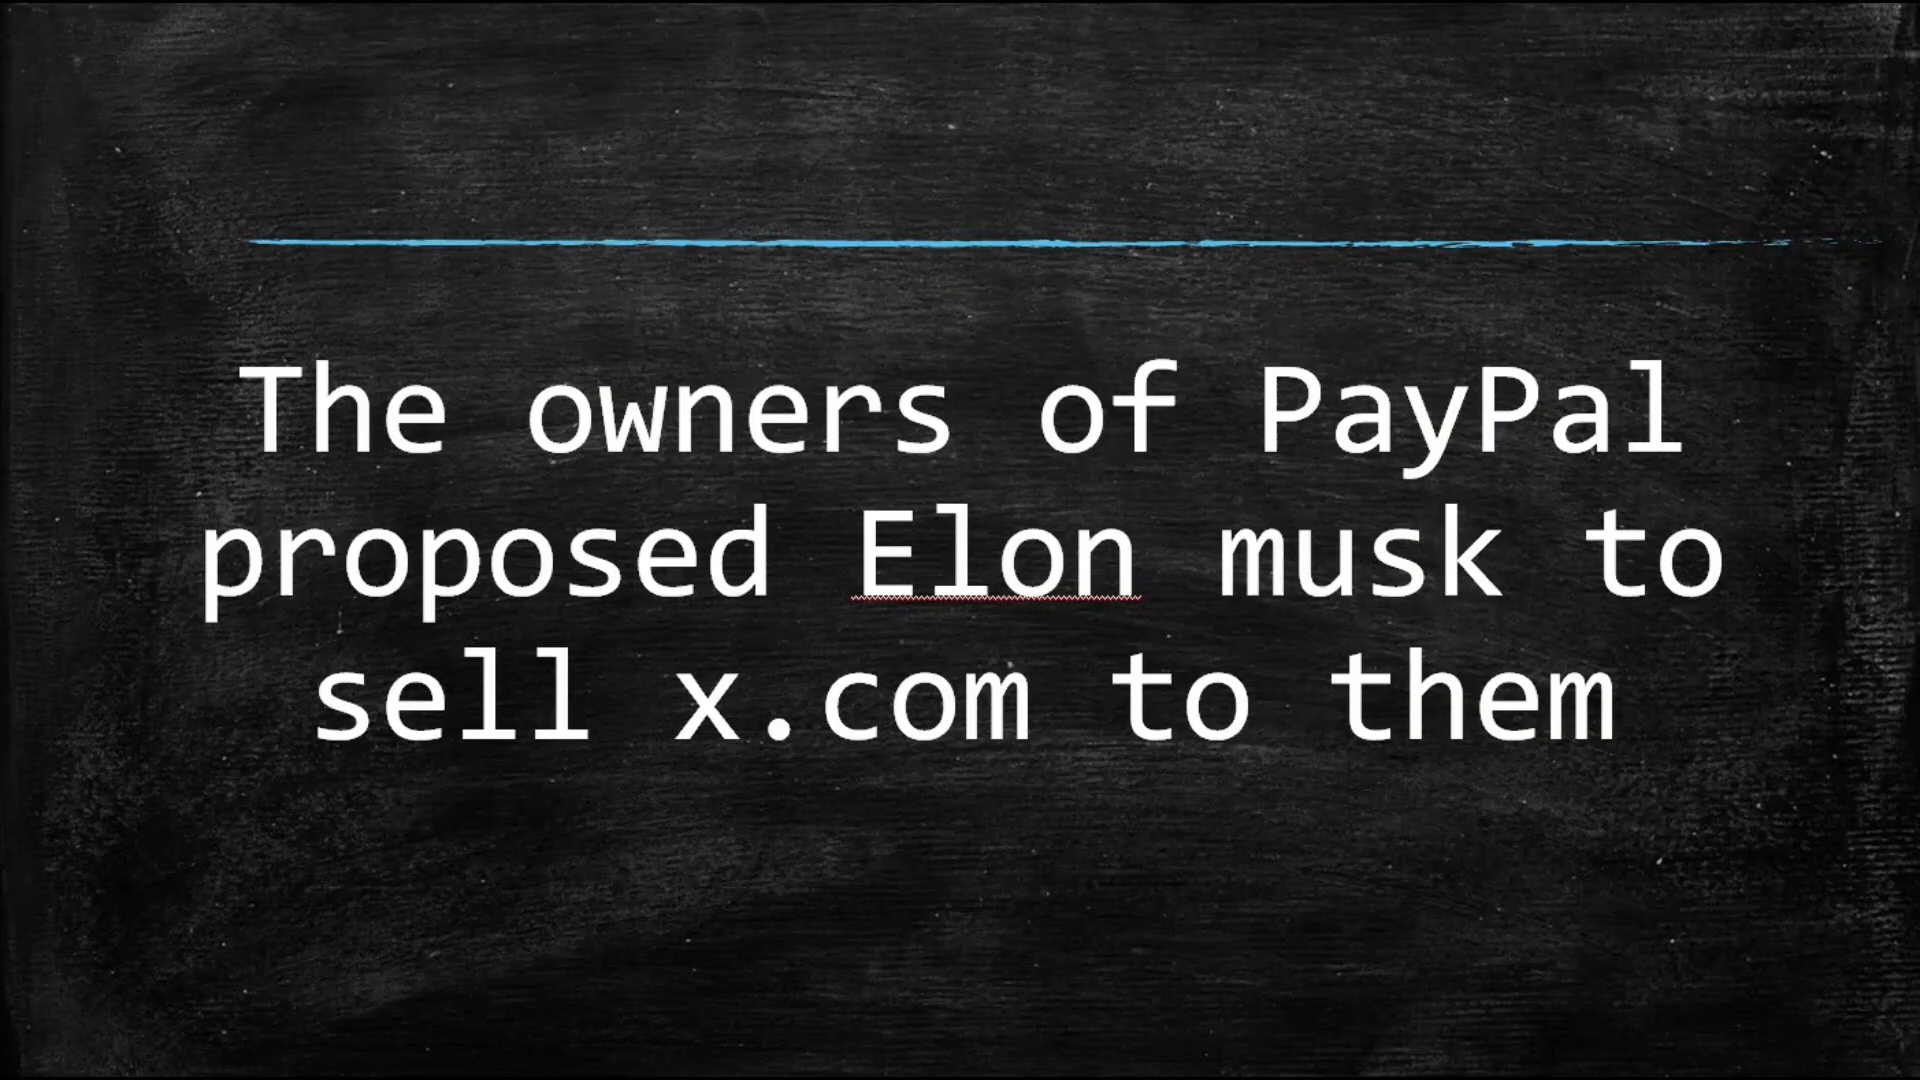 The owners of PayPal
proposed Elon musk to
sell x.com to them